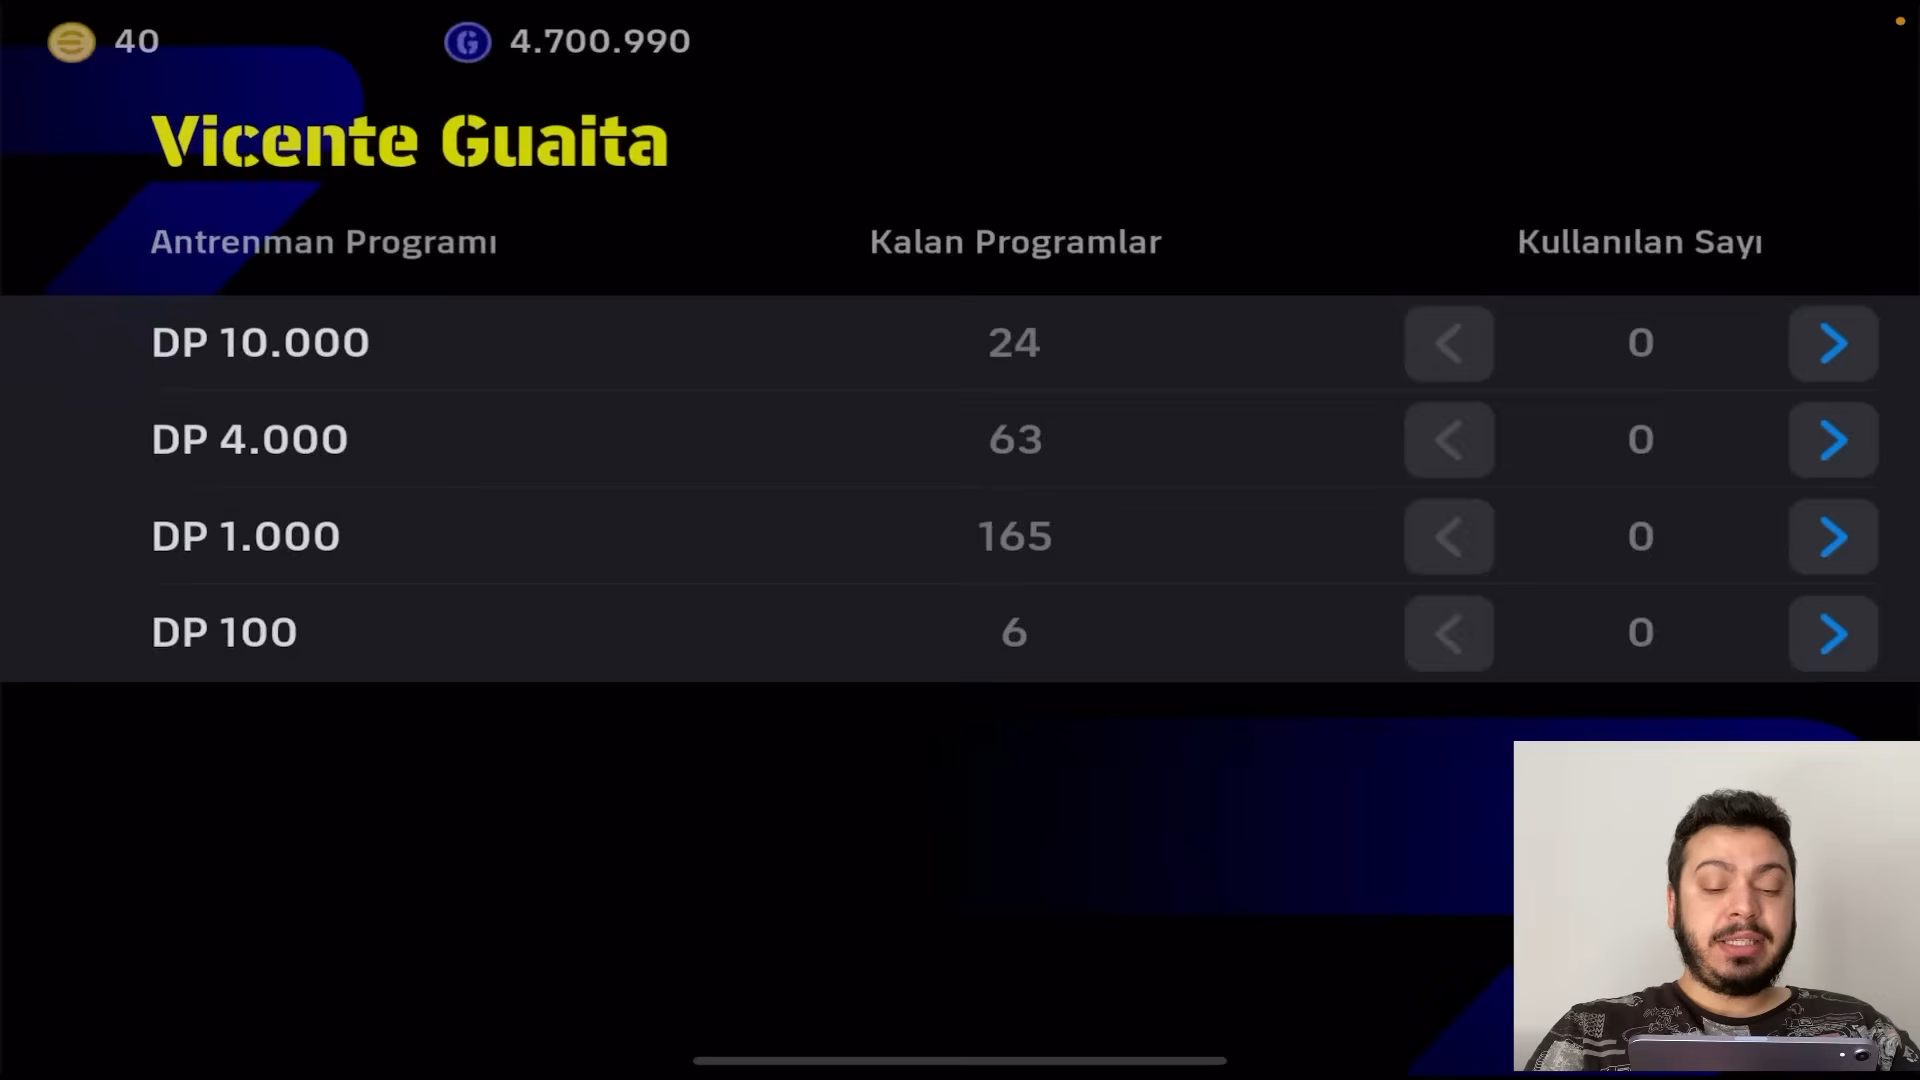 40
4.700.990
Vicente Guaita
Antrenman Programı Kalan Programlar Kullanılan Sayı
DP 10.000 24 0
DP 4.000 63 0
DP 1.000 165 0
DP 100 6 0